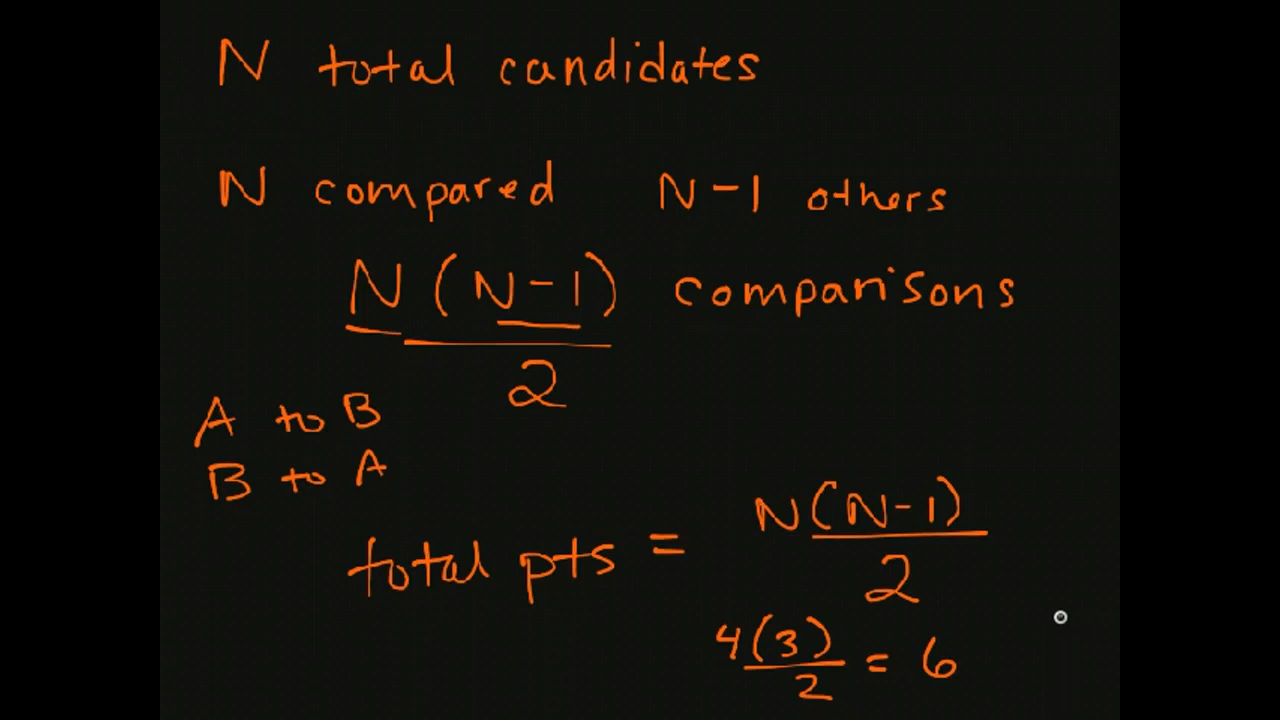 N total candidates
N compared N-1 others
N(N-1) comparisons
2
A to B
B to A
total pts = N(N-1)
2
4(3) = 6
2